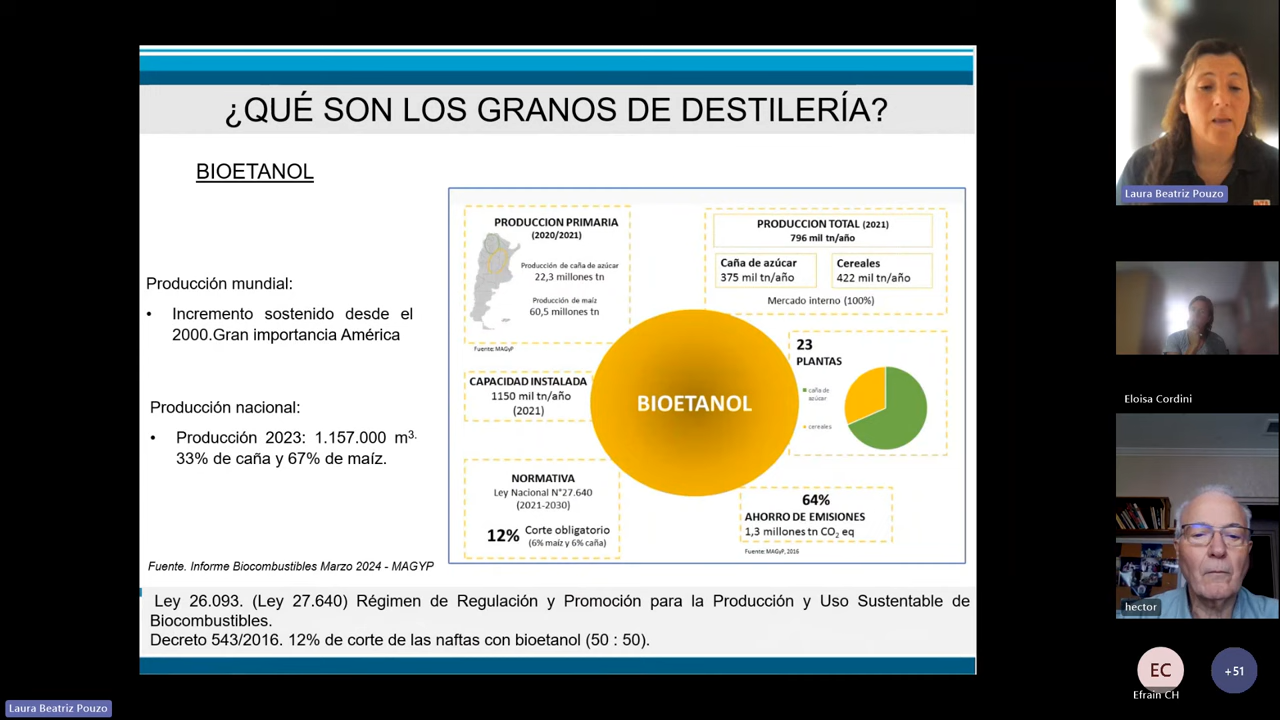 ¿QUÉ SON LOS GRANOS DE DESTILERÍA?
BIOETANOL
Producción mundial:
• Incremento sostenido desde el
2000.Gran importancia América
Producción nacional:
• Producción 2023: 1.157.000 m3.
33% de caña y 67% de maíz.
Fuente. Informe Biocombustibles Marzo 2024 - MAGYP
PRODUCCION PRIMARIA
(2020/2021)
Producción de caña de azúcar
22,3 millones tn
Producción de maíz
60,5 millones tn
Fuente: MAGyP
CAPACIDAD INSTALADA
1150 mil tn/año
(2021)
NORMATIVA
Ley Nacional N°27.640
(2021-2030)
12% Corte obligatorio
(6% maíz y 6% caña)
BIOETANOL
PRODUCCION TOTAL (2021)
796 mil tn/año
Caña de azúcar
375 mil tn/año
Cereales
422 mil tn/año
Mercado interno (100%)
23
PLANTAS
caña de
azúcar
cereales
64%
AHORRO DE EMISIONES
1,3 millones tn CO2 eq
Fuente: MAGyP, 2016
Ley 26.093. (Ley 27.640) Régimen de Regulación y Promoción para la Producción y Uso Sustentable de
Biocombustibles.
Decreto 543/2016. 12% de corte de las naftas con bioetanol (50 : 50).
Laura Beatriz Pouzo
Eloisa Cordini
hector
EC
Efrain CH
+51
Laura Beatriz Pouzo